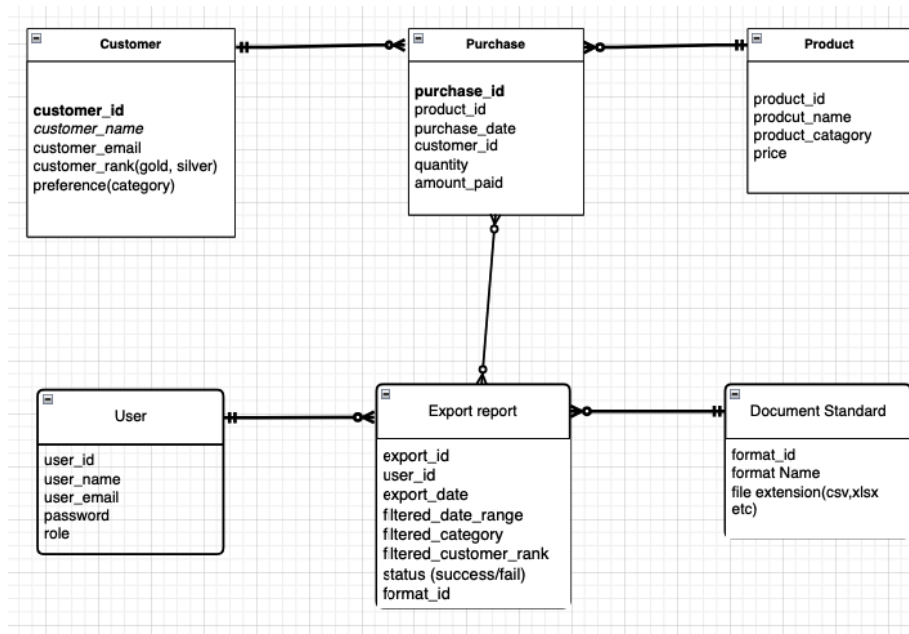 Customer
customer_id
customer_name
customer_email
customer_rank(gold, silver)
preference(category)
Purchase
purchase_id
product_id
purchase_date
customer_id
quantity
amount_paid
Product
product_id
prodcut_name
product_catagory
price
User
user_id
user_name
user_email
password
role
Export report
export_id
user_id
export_date
filtered_date_range
filtered_category
filtered_customer_rank
status (success/fail)
format_id
Document Standard
format_id
format Name
file extension(csv,xlsx
etc)